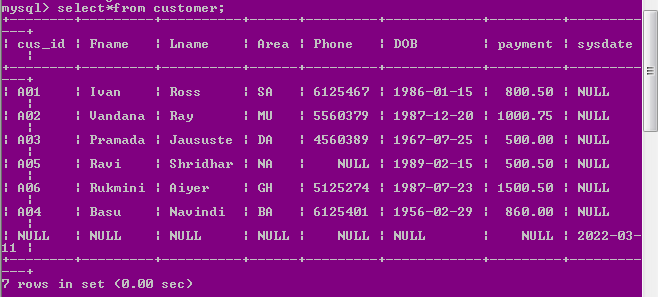 mysql> select*from customer;
+--------+---------+----------+------+---------+------------+---------+---------
---+
| cus_id | Fname   | Lname    | Area | Phone   | DOB        | payment | sysdate
   |
+--------+---------+----------+------+---------+------------+---------+---------
---+
| A01    | Ivan    | Ross     | SA   | 6125467 | 1986-01-15 |  800.50 | NULL
   |
| A02    | Vandana | Ray      | MU   | 5560379 | 1987-12-20 | 1000.75 | NULL
   |
| A03    | Pramada | Jaususte | DA   | 4560389 | 1967-07-25 |  500.00 | NULL
   |
| A05    | Ravi    | Shridhar | NA   |    NULL | 1989-02-15 |  500.50 | NULL
   |
| A06    | Rukmini | Aiyer    | GH   | 5125274 | 1987-07-23 | 1500.50 | NULL
   |
| A04    | Basu    | Navindi  | BA   | 6125401 | 1956-02-29 |  860.00 | NULL
   |
| NULL   | NULL    | NULL     | NULL |    NULL | NULL       |    NULL | 2022-03-
11 |
+--------+---------+----------+------+---------+------------+---------+---------
---+
7 rows in set (0.00 sec)